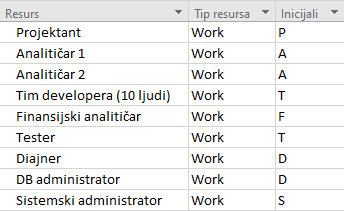 Resurs Tip resursa Inicijali
Projektant Work P
Analitičar 1 Work A
Analitičar 2 Work A
Tim developera (10 ljudi) Work T
Finansijski analitičar Work F
Tester Work T
Diajner Work D
DB administrator Work D
Sistemski administrator Work S